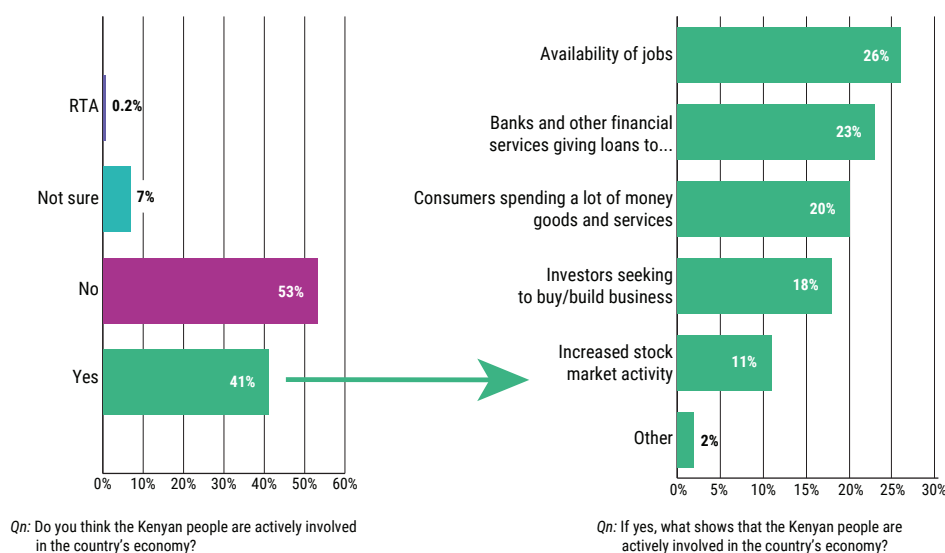 RTA
0.2%
Not sure
7%
No
53%
Yes
41%
0% 10% 20% 30% 40% 50% 60%
Qn: Do you think the Kenyan people are actively involved
in the country's economy?
Availability of jobs
26%
Banks and other financial
services giving loans to...
23%
Consumers spending a lot of money
goods and services
20%
Investors seeking
to buy/build business
18%
Increased stock
market activity
11%
Other
2%
0% 5% 10% 15% 20% 25% 30%
Qn: If yes, what shows that the Kenyan people are
actively involved in the country's economy?